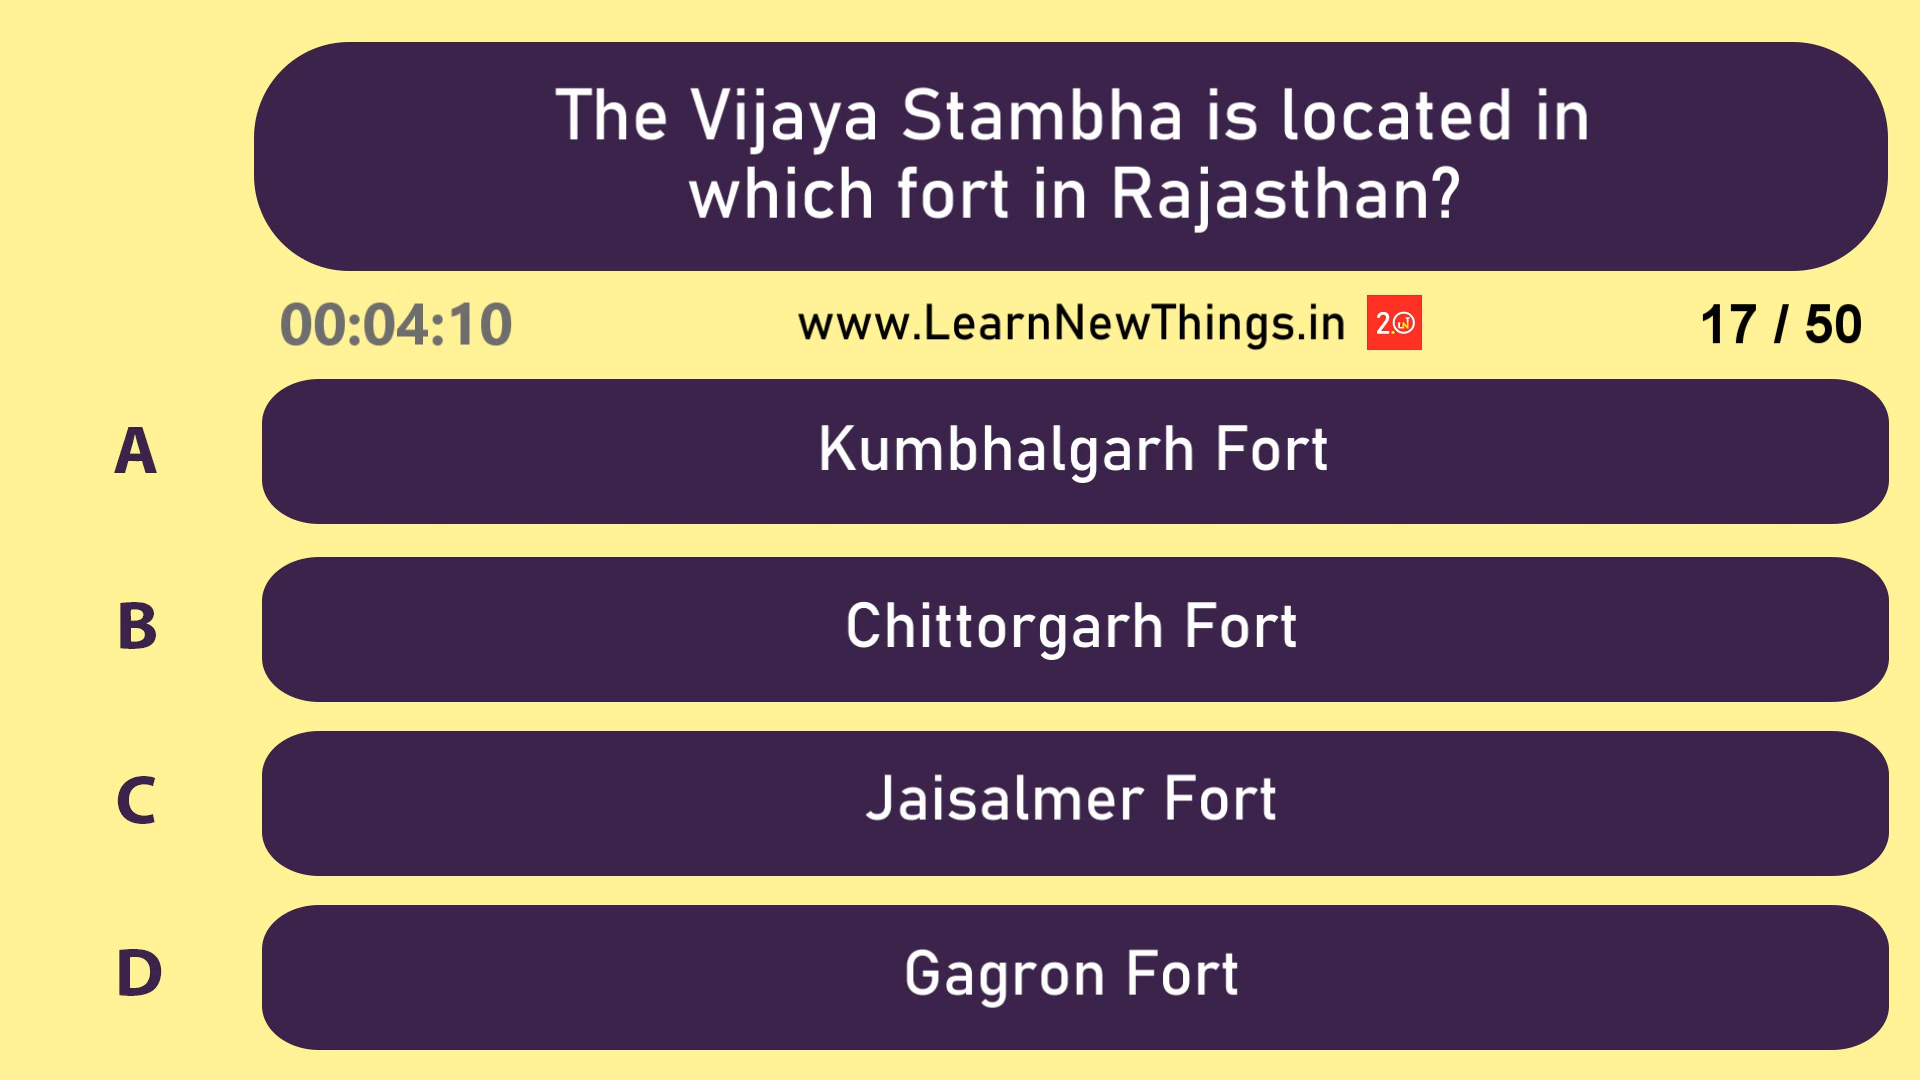 The Vijaya Stambha is located in
which fort in Rajasthan?
00:04:10
www.LearnNewThings.in
17 / 50
A
Kumbhalgarh Fort
B
Chittorgarh Fort
C
Jaisalmer Fort
D
Gagron Fort